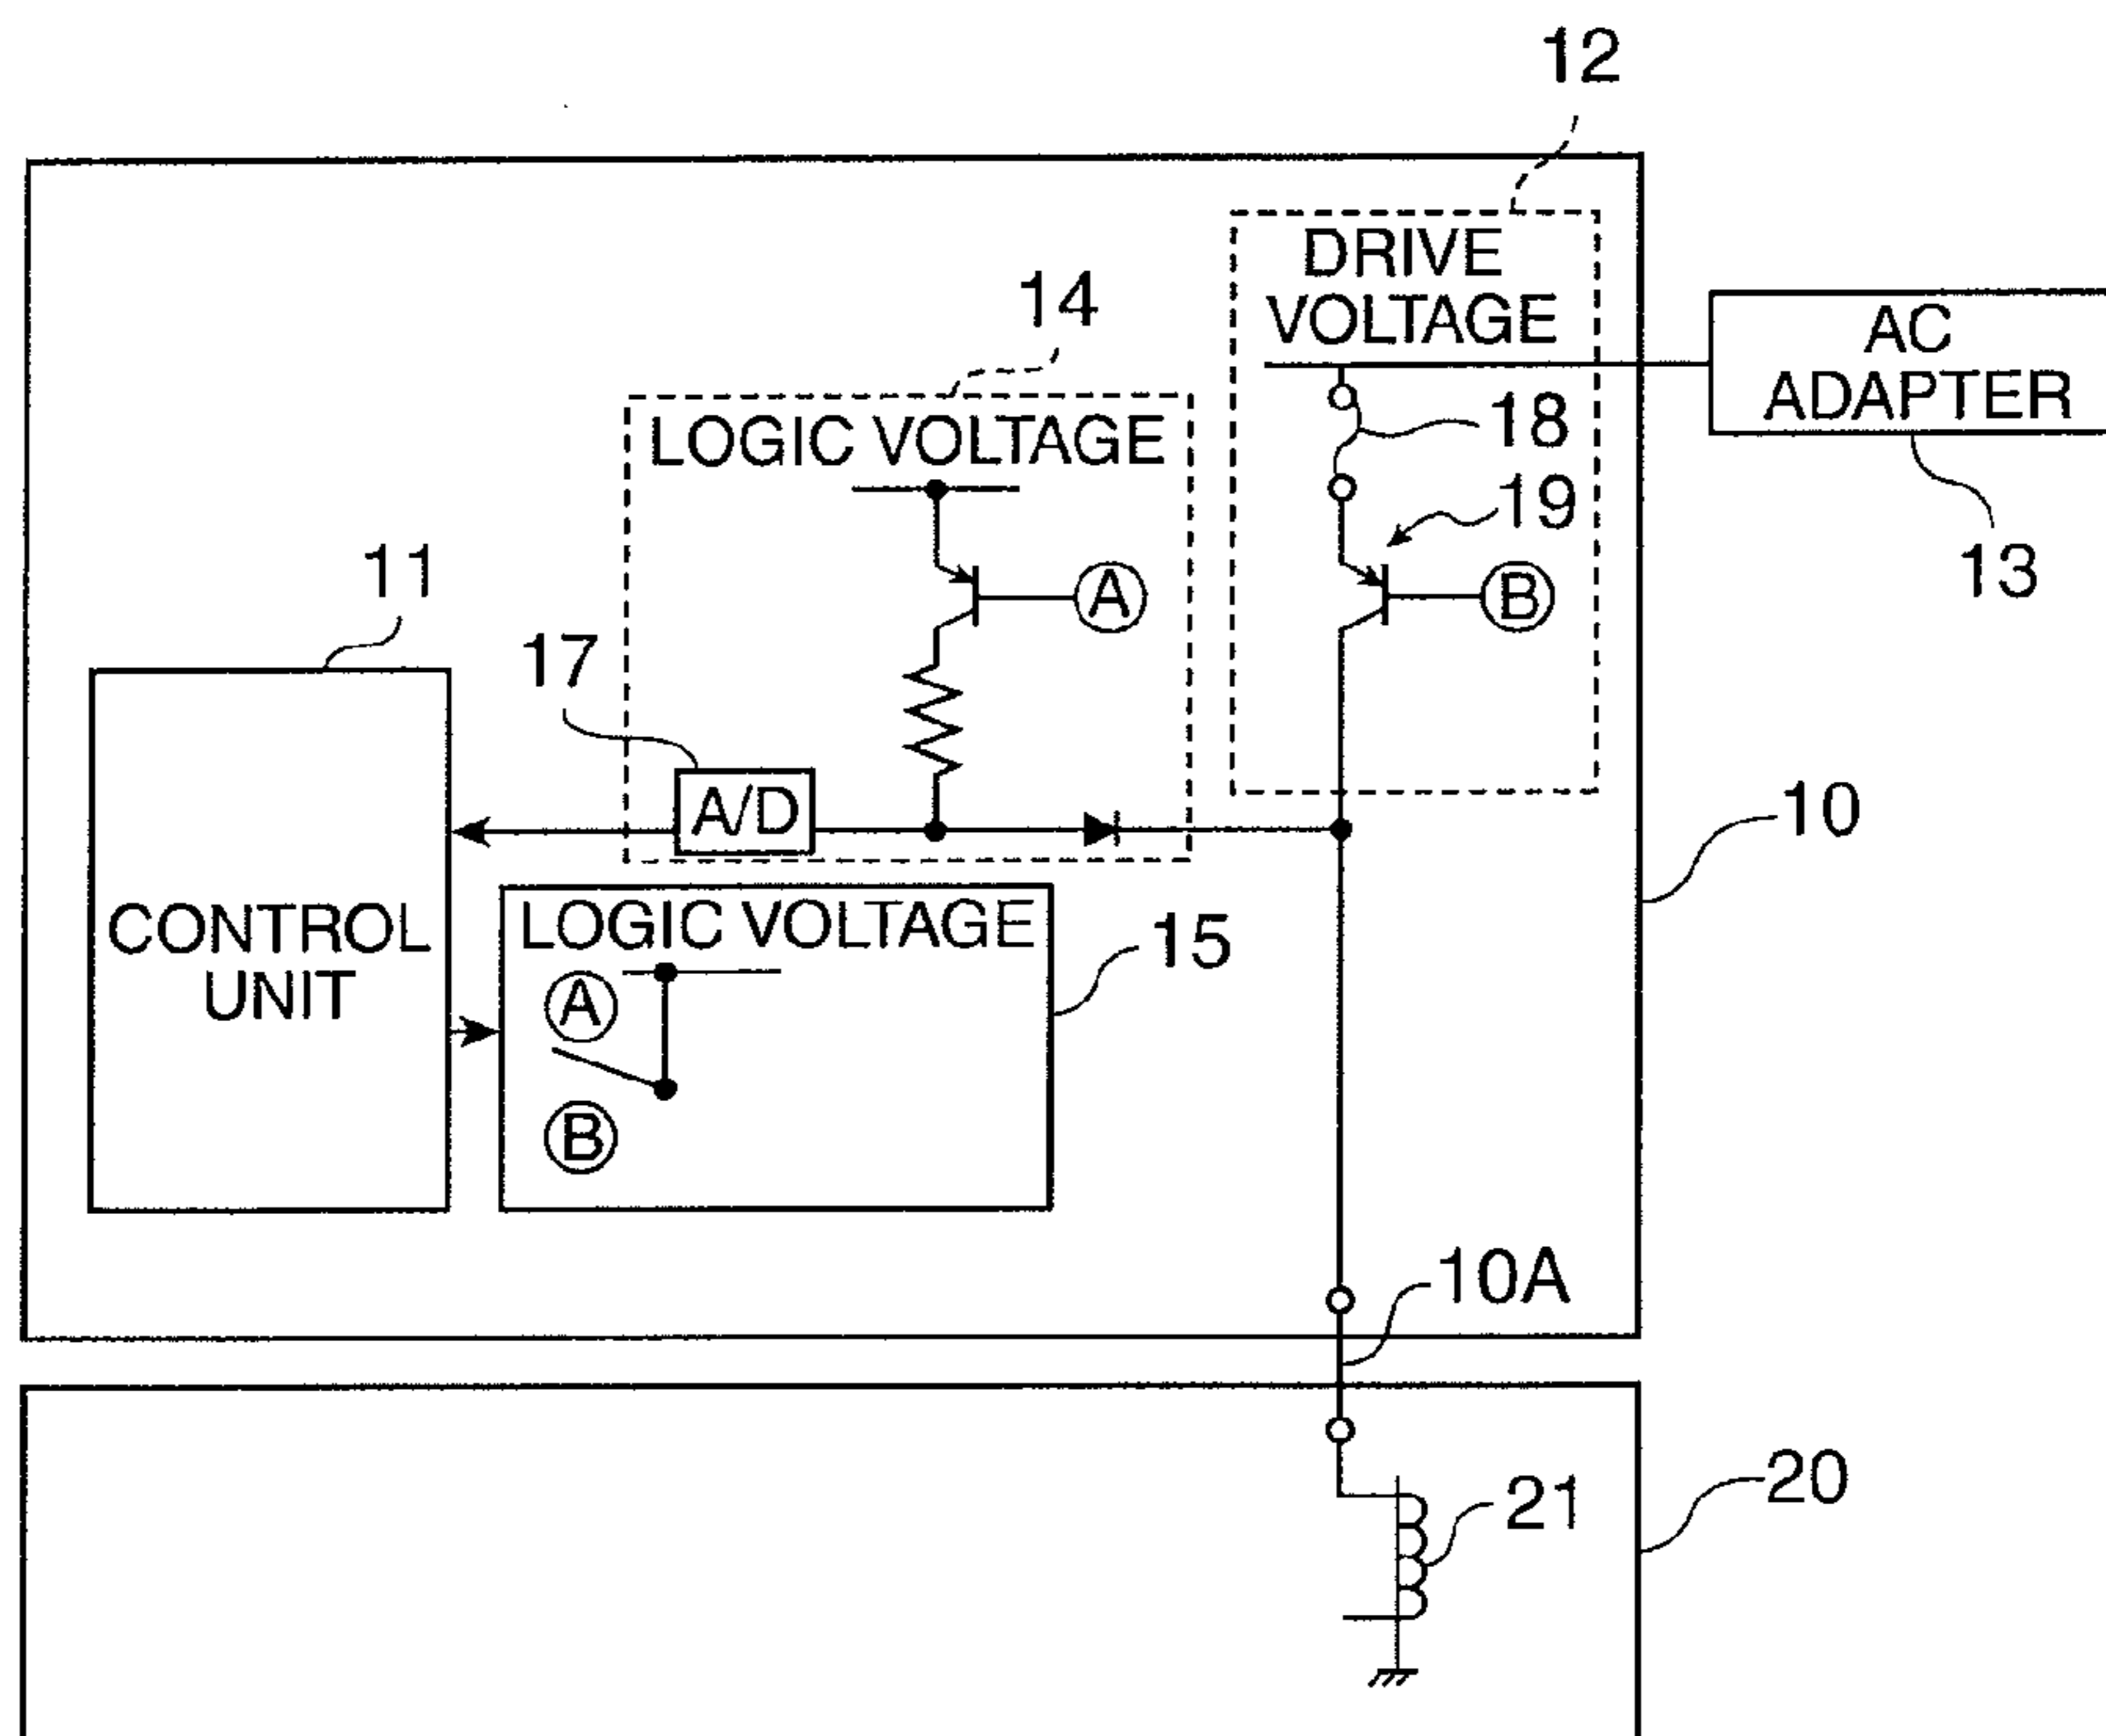 12
DRIVE
VOLTAGE
14
AC
ADAPTER
LOGIC VOLTAGE
18
19
13
11
A
B
17
A/D
10
CONTROL
UNIT
LOGIC VOLTAGE
15
A
B
10A
20
21